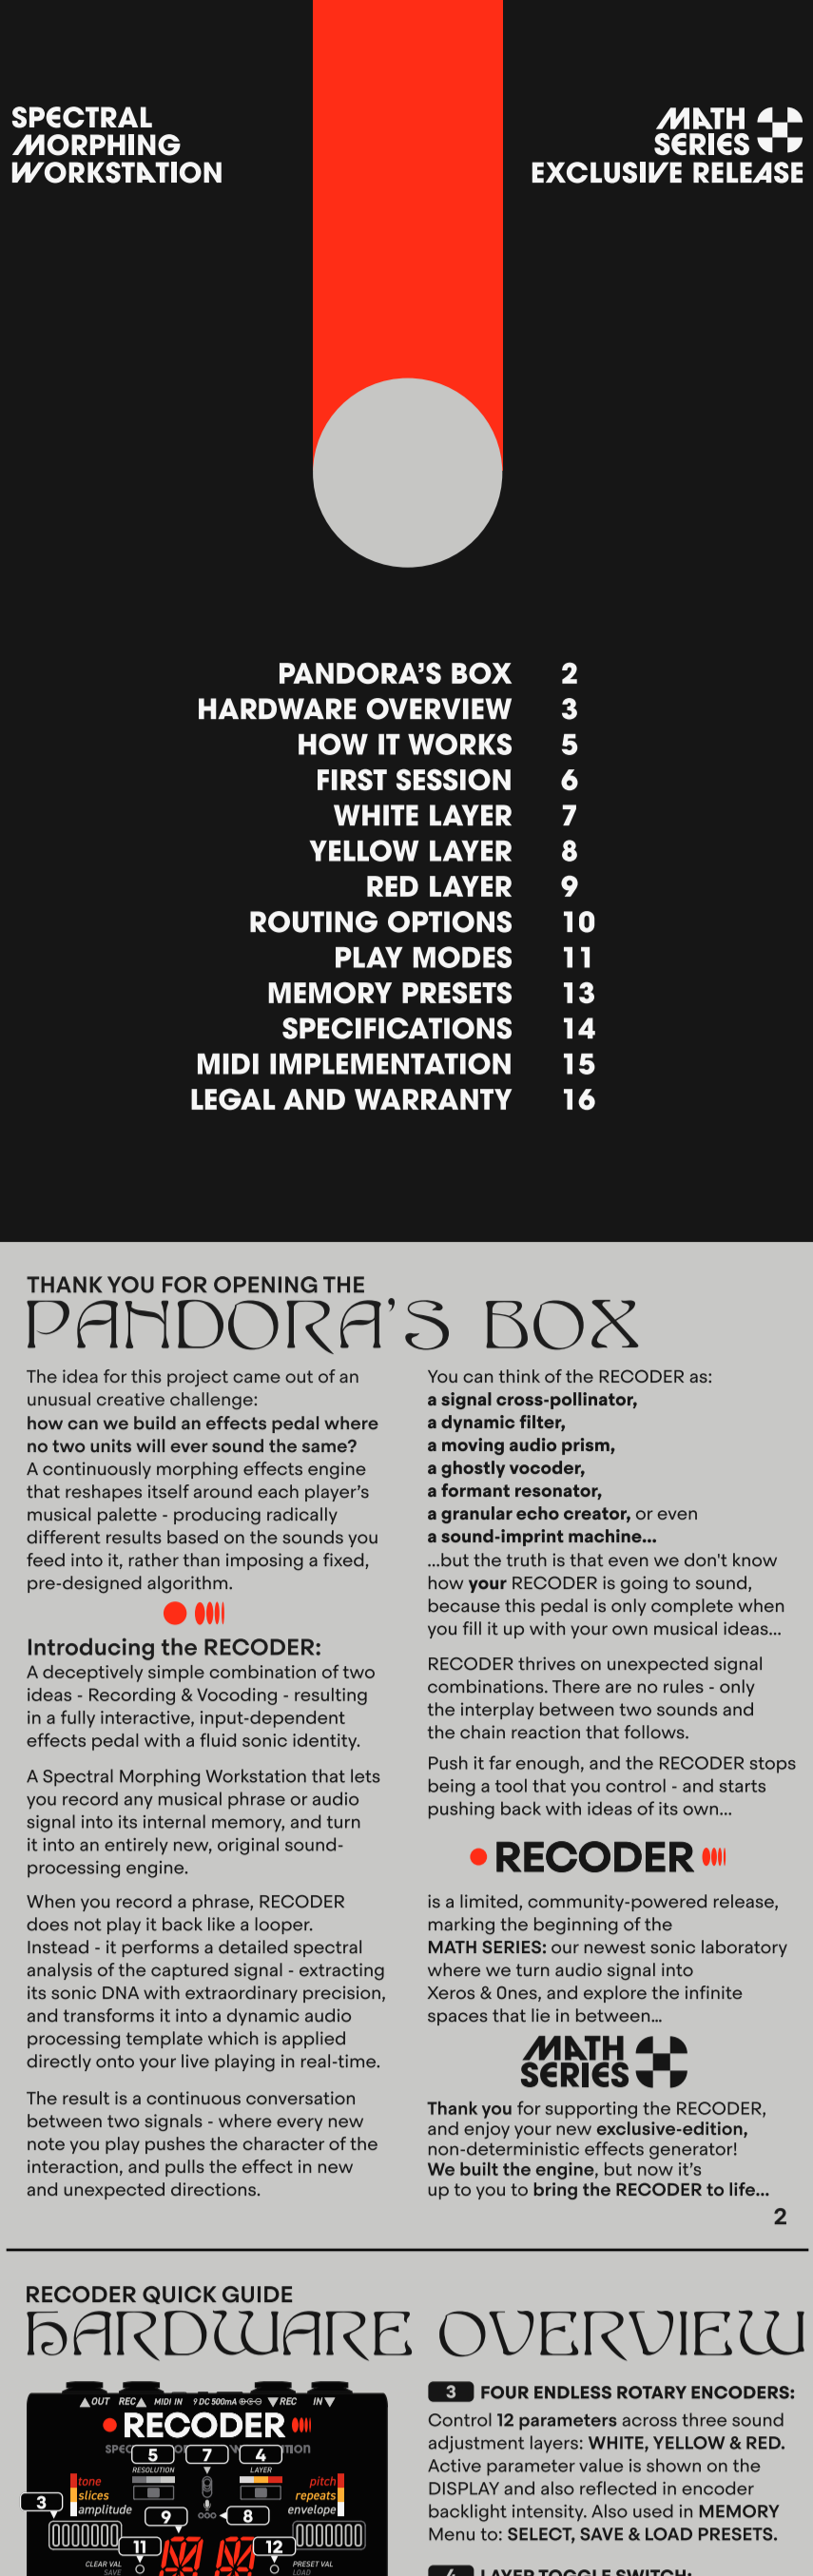 SPECTRAL
MORPHING
WORKSTATION
MATH
SERIES
EXCLUSIVE RELEASE
PANDORA'S BOX 2
HARDWARE OVERVIEW 3
HOW IT WORKS 5
FIRST SESSION 6
WHITE LAYER 7
YELLOW LAYER 8
RED LAYER 9
ROUTING OPTIONS 10
PLAY MODES 11
MEMORY PRESETS 13
SPECIFICATIONS 14
MIDI IMPLEMENTATION 15
LEGAL AND WARRANTY 16
THANK YOU FOR OPENING THE
PANDORA'S BOX
The idea for this project came out of an
unusual creative challenge:
how can we build an effects pedal where
no two units will ever sound the same?
A continuously morphing effects engine
that reshapes itself around each player's
musical palette - producing radically
different results based on the sounds you
feed into it, rather than imposing a fixed,
pre-designed algorithm.
Introducing the RECODER:
A deceptively simple combination of two
ideas - Recording & Vocoding - resulting
in a fully interactive, input-dependent
effects pedal with a fluid sonic identity.
A Spectral Morphing Workstation that lets
you record any musical phrase or audio
signal into its internal memory, and turn
it into an entirely new, original sound-
processing engine.
When you record a phrase, RECODER
does not play it back like a looper.
Instead - it performs a detailed spectral
analysis of the captured signal - extracting
its sonic DNA with extraordinary precision,
and transforms it into a dynamic audio
processing template which is applied
directly onto your live playing in real-time.
The result is a continuous conversation
between two signals - where every new
note you play pushes the character of the
interaction, and pulls the effect in new
and unexpected directions.
You can think of the RECODER as:
a signal cross-pollinator,
a dynamic filter,
a moving audio prism,
a ghostly vocoder,
a formant resonator,
a granular echo creator, or even
a sound-imprint machine...
...but the truth is that even we don't know
how your RECODER is going to sound,
because this pedal is only complete when
you fill it up with your own musical ideas...
RECODER thrives on unexpected signal
combinations. There are no rules - only
the interplay between two sounds and
the chain reaction that follows.
Push it far enough, and the RECODER stops
being a tool that you control - and starts
pushing back with ideas of its own...
RECODER
is a limited, community-powered release,
marking the beginning of the
MATH SERIES: our newest sonic laboratory
where we turn audio signal into
Xeros & 0nes, and explore the infinite
spaces that lie in between...
MATH
SERIES
Thank you for supporting the RECODER,
and enjoy your new exclusive-edition,
non-deterministic effects generator!
We built the engine, but now it's
up to you to bring the RECODER to life...
2
RECODER QUICK GUIDE
HARDWARE OVERVIEW
OUT REC MIDI IN 9 DC 500mA REC IN
RECODER
5 7 4
RESOLUTION LAYER
tone pitch
slices repeats
3 amplitude envelope
9 8
11 12
CLEAR VAL PRESET VAL
SAVE LOAD
3 FOUR ENDLESS ROTARY ENCODERS:
Control 12 parameters across three sound
adjustment layers: WHITE, YELLOW & RED.
Active parameter value is shown on the
DISPLAY and also reflected in encoder
backlight intensity. Also used in MEMORY
Menu to: SELECT, SAVE & LOAD PRESETS.
4 LAYER TOGGLE SWITCH: